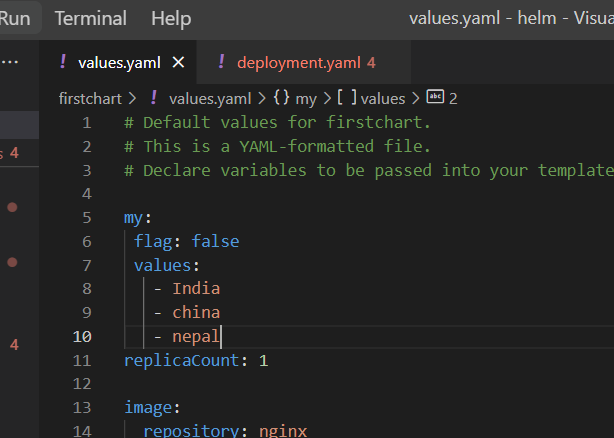 Run Terminal Help values.yaml - helm - Visua
! values.yaml × ! deployment.yaml 4
firstchart > ! values.yaml > {} my > [ ] values > abc 2
1 # Default values for firstchart.
s 4 2 # This is a YAML-formatted file.
3 # Declare variables to be passed into your template
4
5 my:
6 flag: false
7 values:
8 - India
9 - china
4 10 - nepal
11 replicaCount: 1
12
13 image:
14 repository: nginx